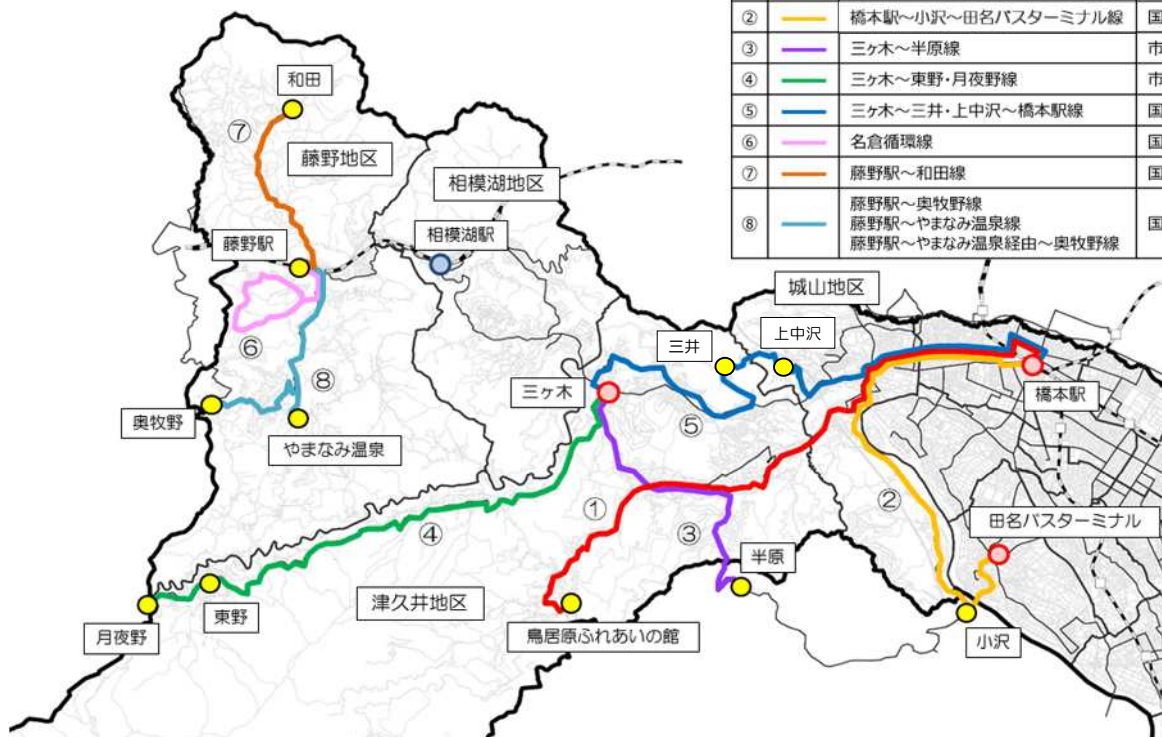 ② 橋本駅～小沢～田名バスターミナル線 国
③ 三ヶ木～半原線 市
④ 三ヶ木～東野・月夜野線 市
⑤ 三ヶ木～三井・上中沢～橋本駅線 国
⑥ 名倉循環線 国
⑦ 藤野駅～和田線 国
⑧ 藤野駅～奥牧野線 国
藤野駅～やまなみ温泉線
藤野駅～やまなみ温泉経由～奥牧野線
和田
⑦
藤野地区
相模湖地区
藤野駅
相模湖駅
城山地区
三井
上中沢
⑥
⑧
三ヶ木
橋本駅
奥牧野
やまなみ温泉
⑤
②
①
④
③
田名バスターミナル
半原
東野
津久井地区
月夜野
鳥居原ふれあいの館
小沢